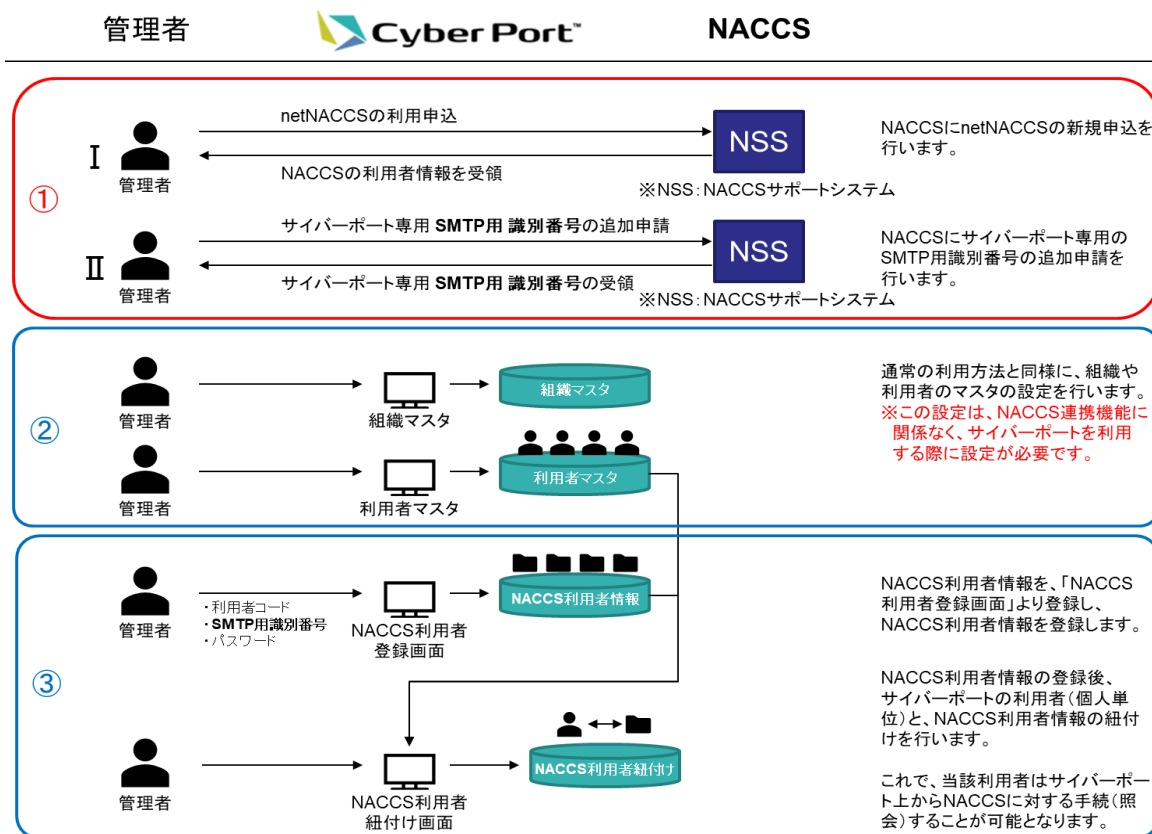 管理者
Cyber Port™
NACCS
①
Ⅰ
管理者
netNACCSの利用申込
NACCSの利用者情報を受領
NSS
※NSS：NACCSサポートシステム
NACCSにnetNACCSの新規申込を
行います。
Ⅱ
管理者
サイバーポート専用 SMTP用 識別番号の追加申請
サイバーポート専用 SMTP用 識別番号の受領
NSS
※NSS：NACCSサポートシステム
NACCSにサイバーポート専用の
SMTP用識別番号の追加申請を
行います。
②
管理者
組織マスタ
組織マスタ
管理者
利用者マスタ
利用者マスタ
通常の利用方法と同様に、組織や
利用者のマスタの設定を行います。
※この設定は、NACCS連携機能に
関係なく、サイバーポートを利用
する際に設定が必要です。
③
管理者
・利用者コード
・SMTP用識別番号
・パスワード
NACCS利用者
登録画面
NACCS利用者情報
NACCS利用者情報を、「NACCS
利用者登録画面」より登録し、
NACCS利用者情報を登録します。
管理者
NACCS利用者
紐付け画面
NACCS利用者紐付け
NACCS利用者情報の登録後、
サイバーポートの利用者（個人単
位）と、NACCS利用者情報の紐付
けを行います。
これで、当該利用者はサイバーポー
ト上からNACCSに対する手続（照
会）することが可能となります。